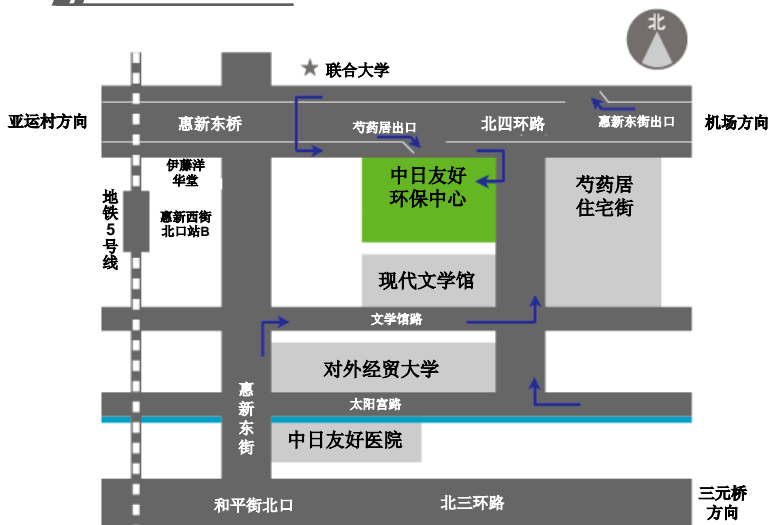 北
联合大学
亚运村方向
惠新东桥
芍药居出口
北四环路
惠新东街出口
机场方向
伊藤洋
华堂
中日友好
环保中心
芍药居
住宅街
地铁5号线
惠新西街
北口站B
现代文学馆
文学馆路
对外经贸大学
惠新东街
太阳宫路
中日友好医院
和平街北口
北三环路
三元桥
方向